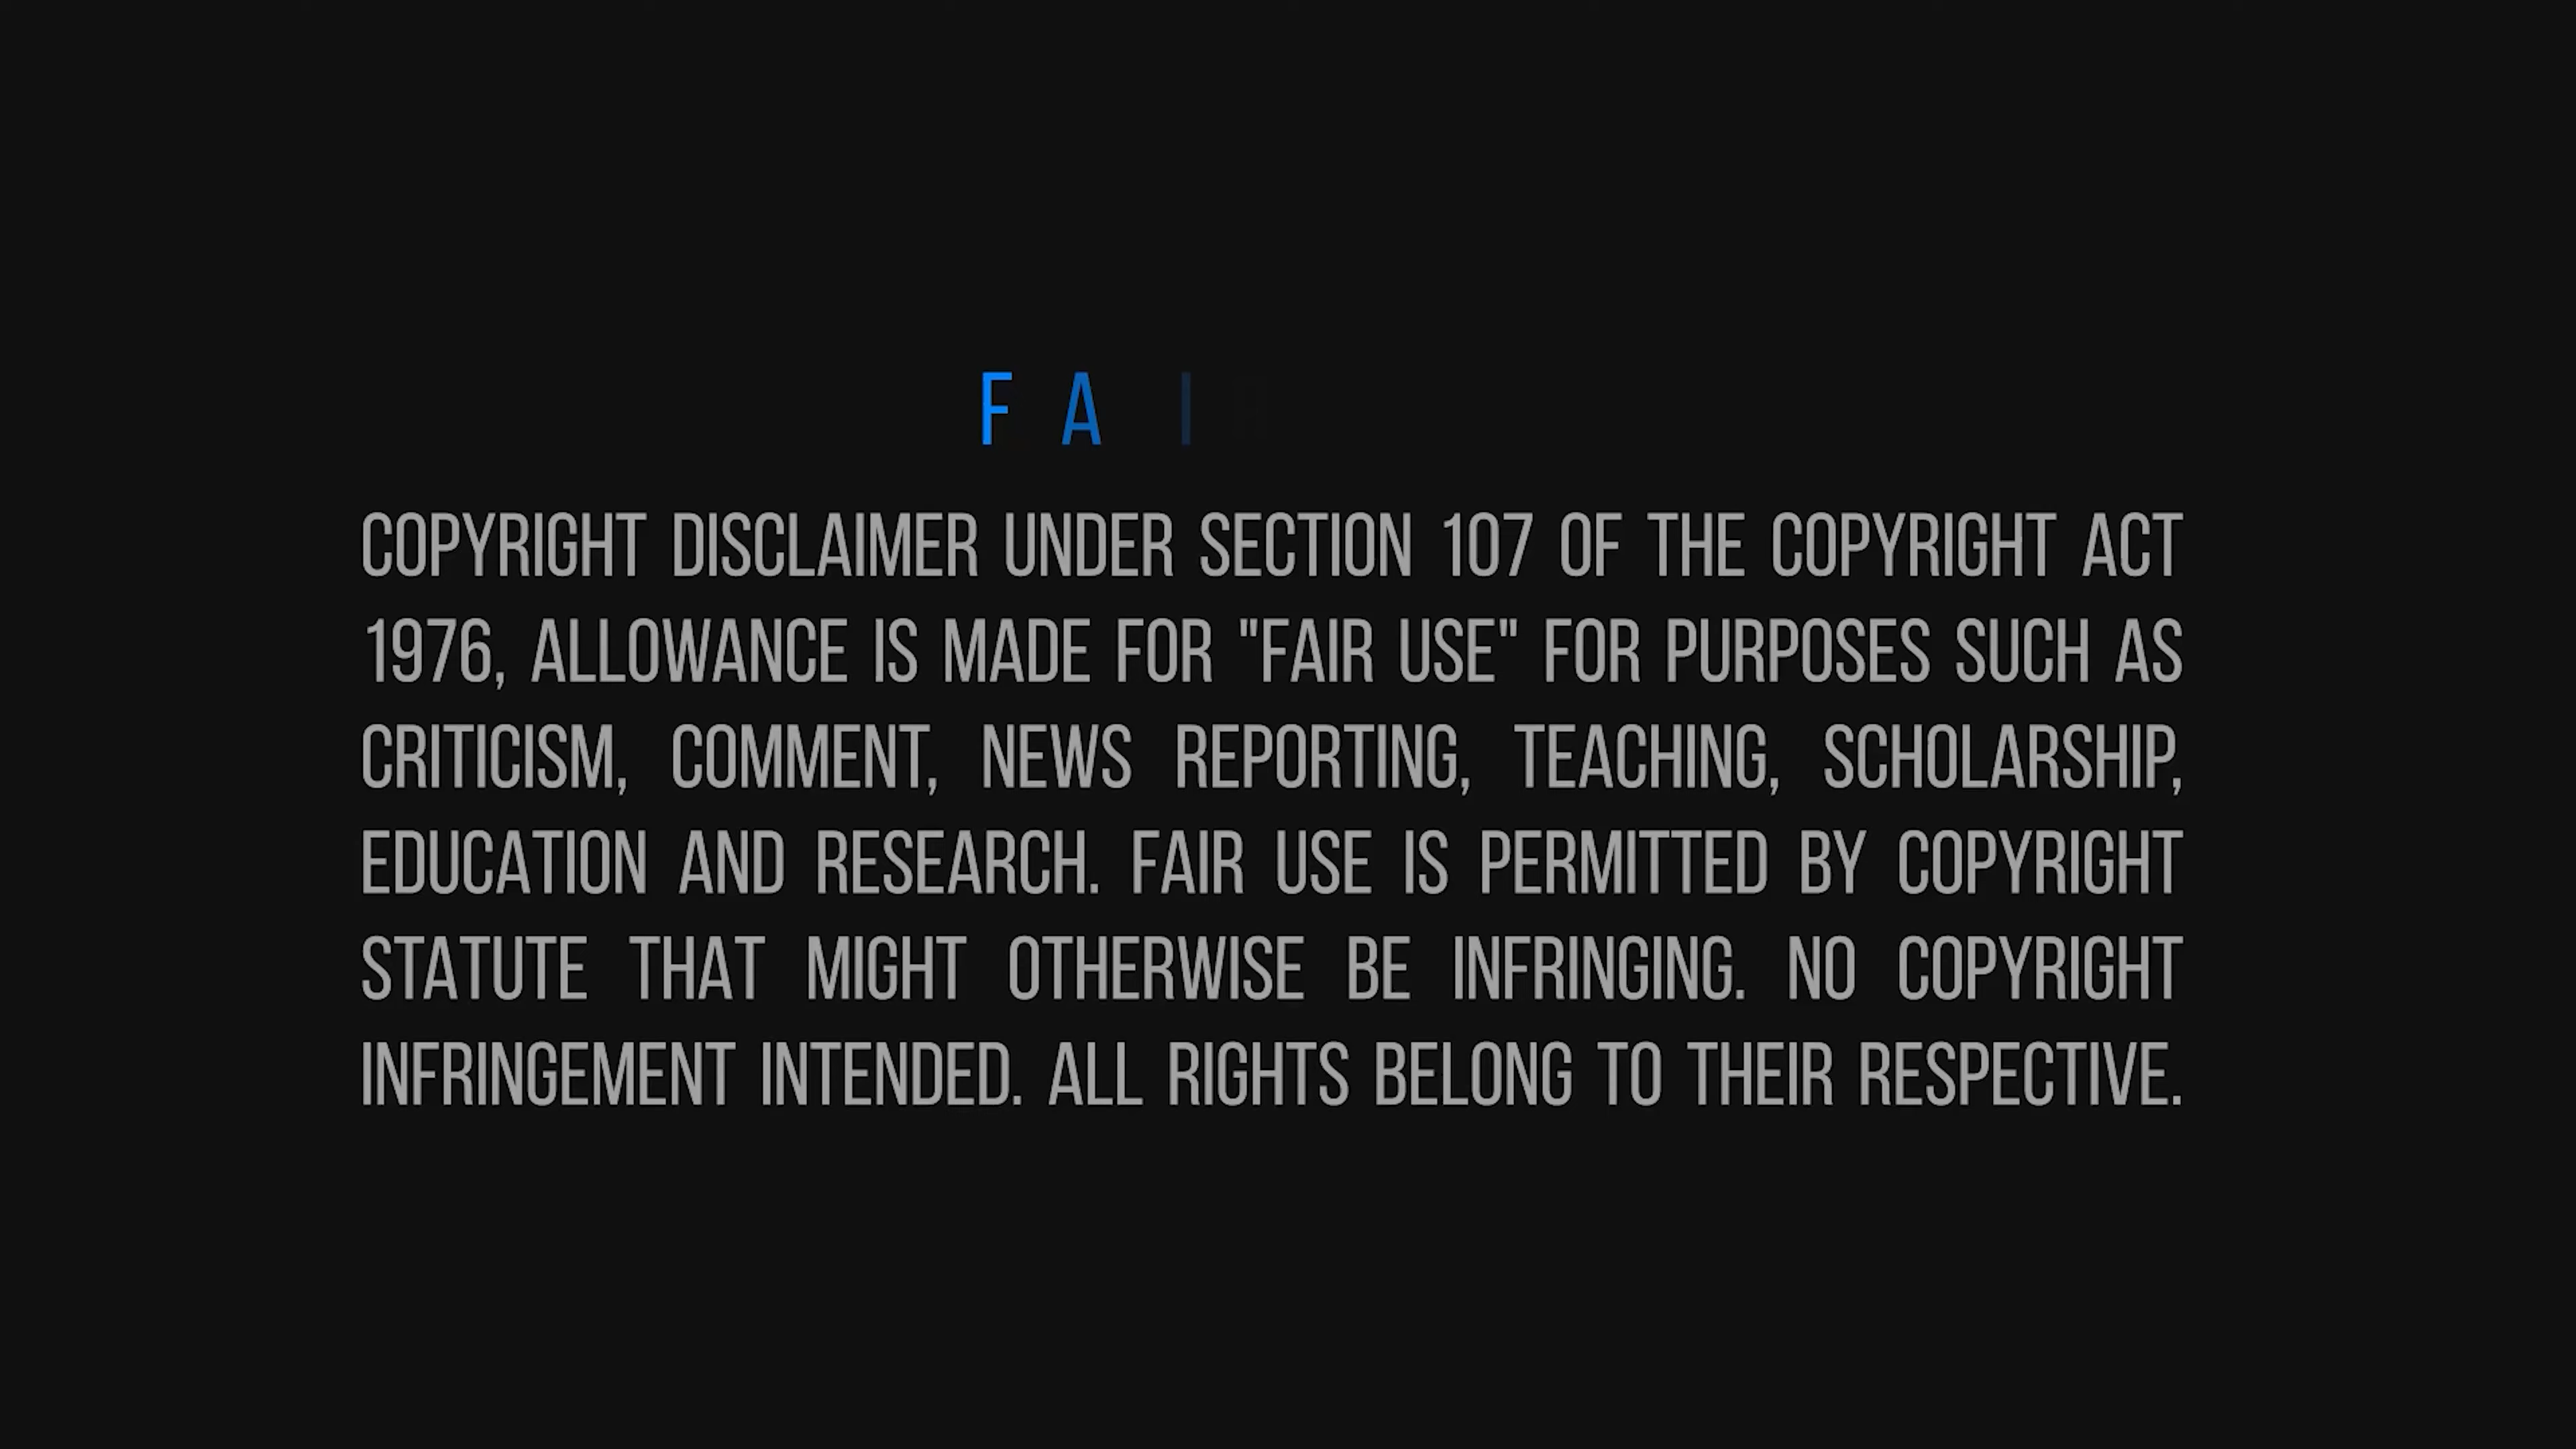 F A I
COPYRIGHT DISCLAIMER UNDER SECTION 107 OF THE COPYRIGHT ACT
1976, ALLOWANCE IS MADE FOR "FAIR USE" FOR PURPOSES SUCH AS
CRITICISM, COMMENT, NEWS REPORTING, TEACHING, SCHOLARSHIP,
EDUCATION AND RESEARCH. FAIR USE IS PERMITTED BY COPYRIGHT
STATUTE THAT MIGHT OTHERWISE BE INFRINGING. NO COPYRIGHT
INFRINGEMENT INTENDED. ALL RIGHTS BELONG TO THEIR RESPECTIVE.